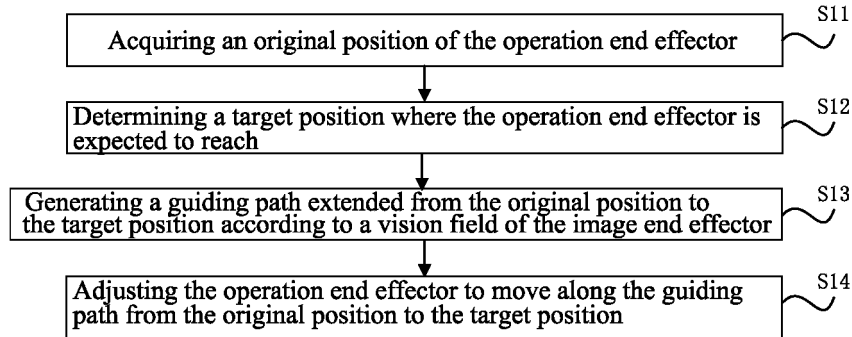 S11
Acquiring an original position of the operation end effector
S12
Determining a target position where the operation end effector is
expected to reach
S13
Generating a guiding path extended from the original position to
the target position according to a vision field of the image end effector
S14
Adjusting the operation end effector to move along the guiding
path from the original position to the target position